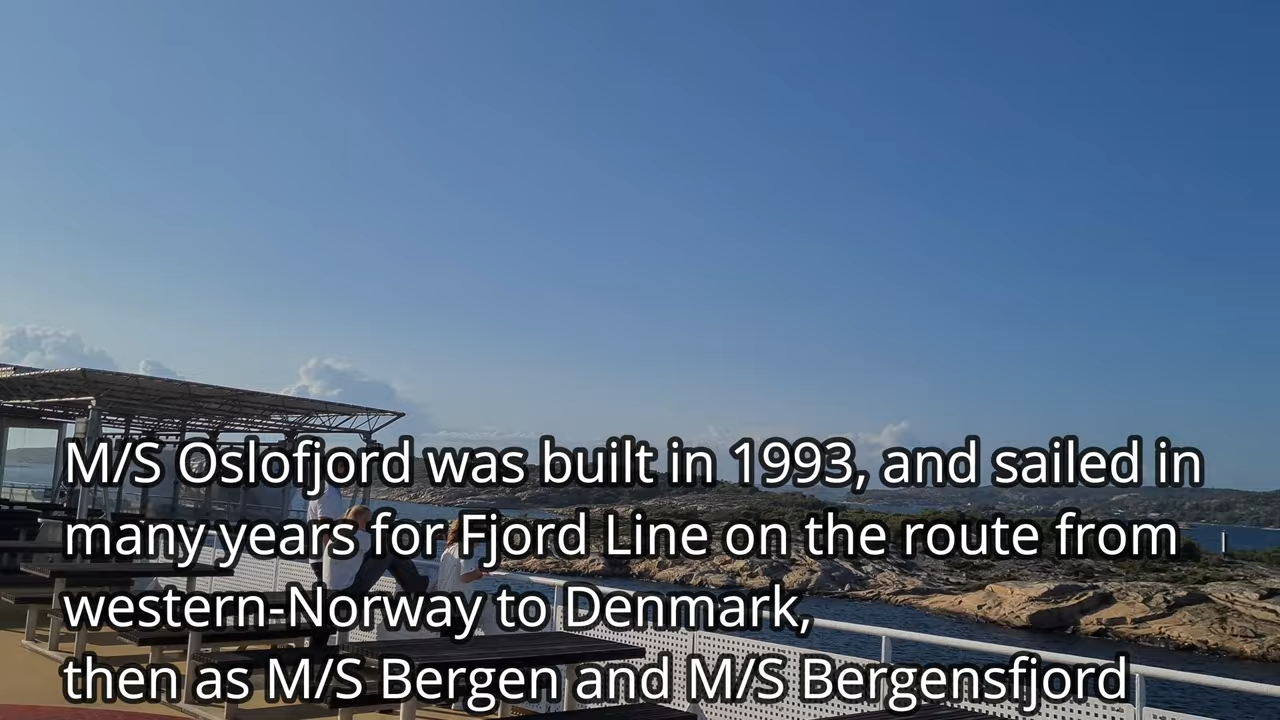 M/S Oslofjord was built in 1993, and sailed in
many years for Fjord Line on the route from
western-Norway to Denmark,
then as M/S Bergen and M/S Bergensfjord